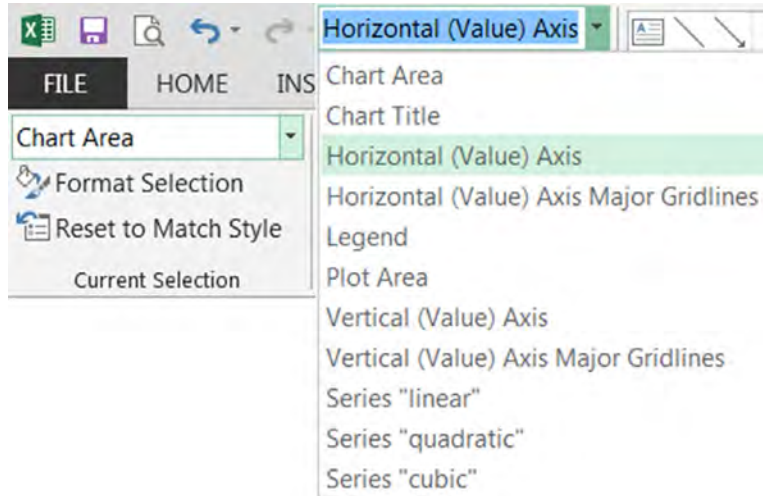 Horizontal (Value) Axis
FILE HOME INS
Chart Area
Format Selection
Reset to Match Style
Current Selection
Chart Area
Chart Title
Horizontal (Value) Axis
Horizontal (Value) Axis Major Gridlines
Legend
Plot Area
Vertical (Value) Axis
Vertical (Value) Axis Major Gridlines
Series "linear"
Series "quadratic"
Series "cubic"